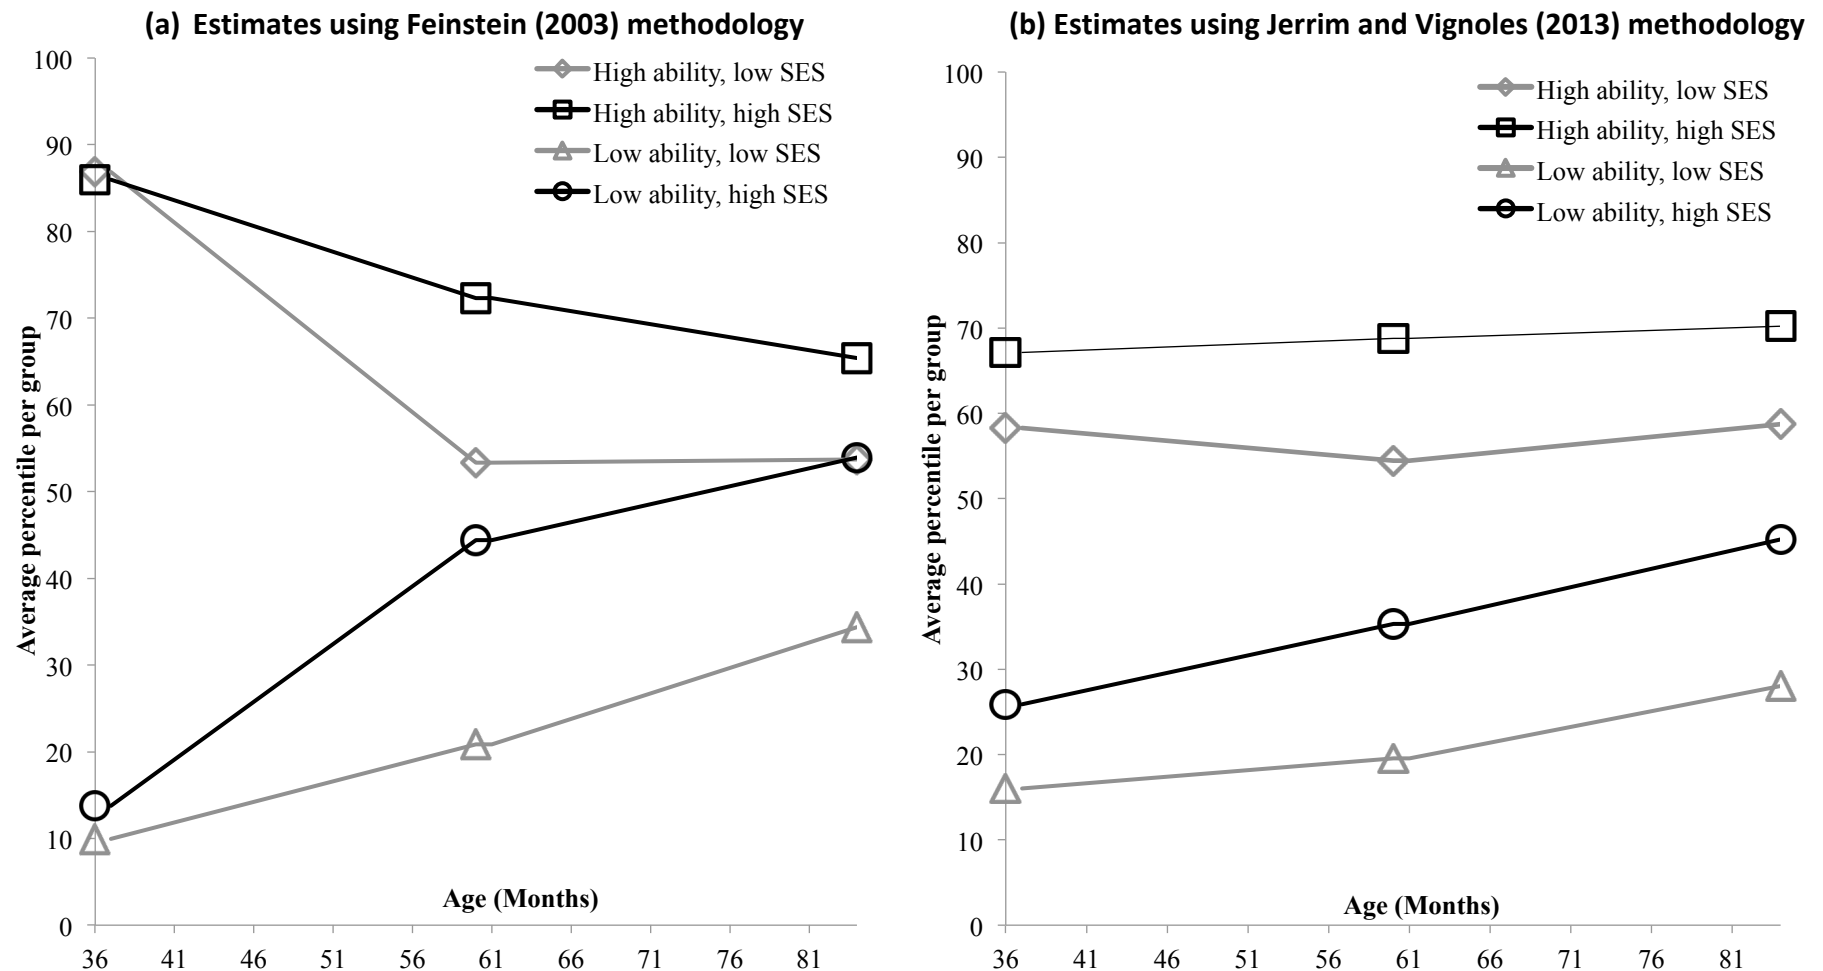 (a) Estimates using Feinstein (2003) methodology
100
90
80
70
60
50
40
30
20
10
0
Average percentile per group
High ability, low SES
High ability, high SES
Low ability, low SES
Low ability, high SES
Age (Months)
36 41 46 51 56 61 66 71 76 81
(b) Estimates using Jerrim and Vignoles (2013) methodology
100
90
80
70
60
50
40
30
20
10
0
Average percentile per group
High ability, low SES
High ability, high SES
Low ability, low SES
Low ability, high SES
Age (Months)
36 41 46 51 56 61 66 71 76 81